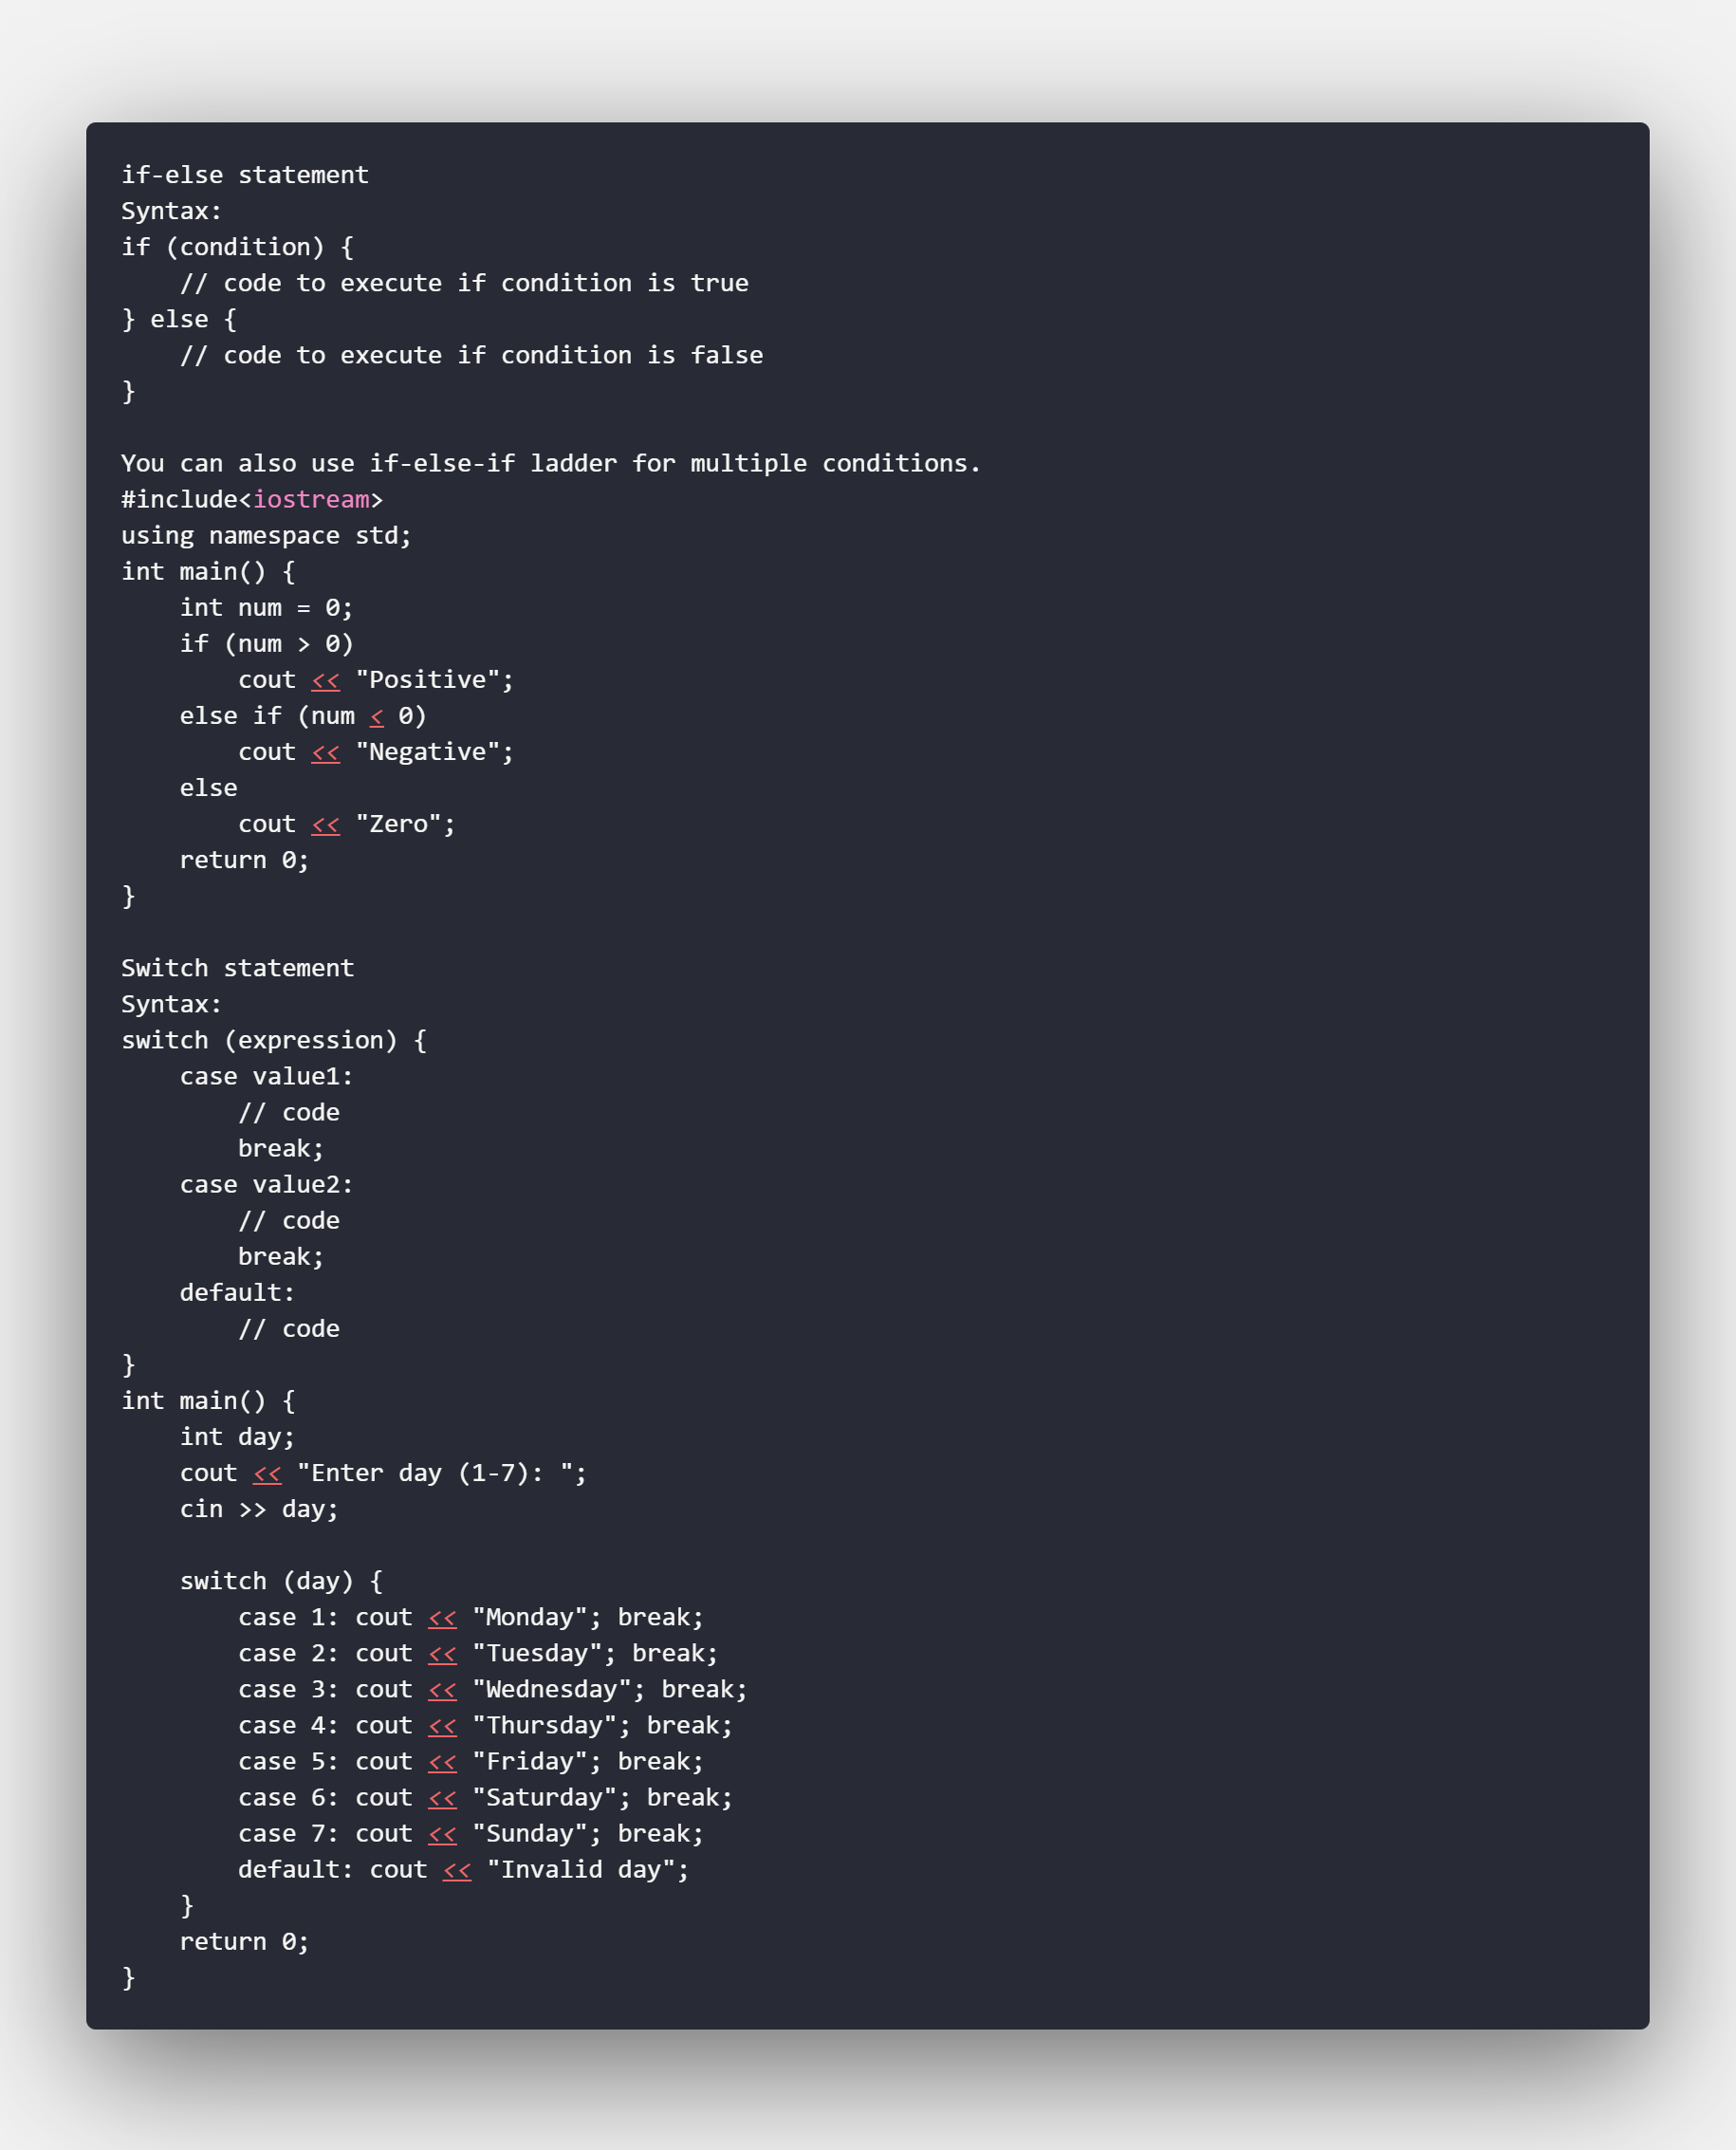 if-else statement
Syntax:
if (condition) {
    // code to execute if condition is true
} else {
    // code to execute if condition is false
}

You can also use if-else-if ladder for multiple conditions.
#include<iostream>
using namespace std;
int main() {
    int num = 0;
    if (num > 0)
        cout << "Positive";
    else if (num < 0)
        cout << "Negative";
    else
        cout << "Zero";
    return 0;
}

Switch statement
Syntax:
switch (expression) {
    case value1:
        // code
        break;
    case value2:
        // code
        break;
    default:
        // code
}
int main() {
    int day;
    cout << "Enter day (1-7): ";
    cin >> day;

    switch (day) {
        case 1: cout << "Monday"; break;
        case 2: cout << "Tuesday"; break;
        case 3: cout << "Wednesday"; break;
        case 4: cout << "Thursday"; break;
        case 5: cout << "Friday"; break;
        case 6: cout << "Saturday"; break;
        case 7: cout << "Sunday"; break;
        default: cout << "Invalid day";
    }
    return 0;
}